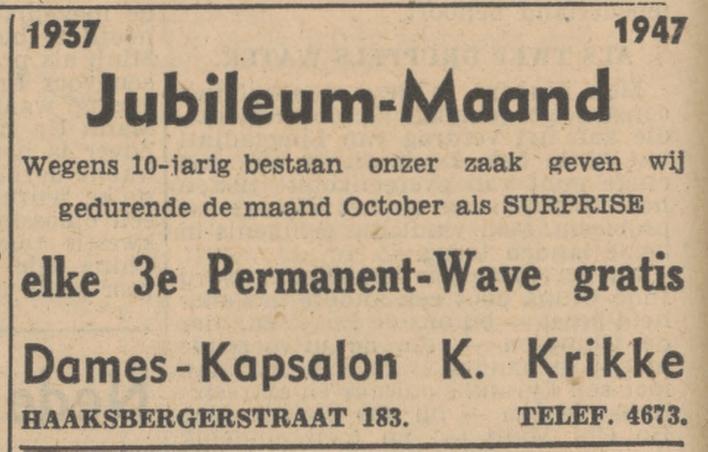 1937 1947
Jubileum-Maand
Wegens 10-jarig bestaan onzer zaak geven wij
gedurende de maand October als SURPRISE
elke 3e Permanent-Wave gratis
Dames-Kapsalon K. Krikke
HAAKSBERGERSTRAAT 183. TELEF. 4673.